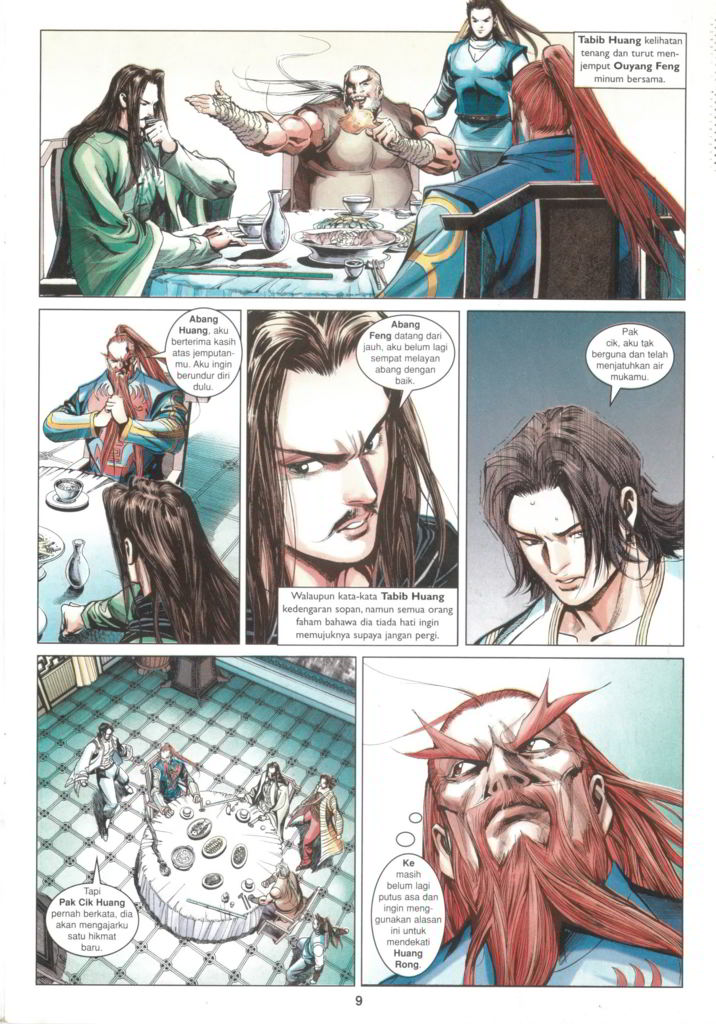 Tabib Huang kelihatan
tenang dan turut men-
jemput Ouyang Feng
minum bersama.
Abang
Huang, aku
berterima kasih
atas jemputan-
mu. Aku ingin
berundur diri
dulu.
Abang
Feng datang dari
jauh, aku belum lagi
sempat melayan
abang dengan
baik.
Walaupun kata-kata Tabib Huang
kedengaran sopan, namun semua orang
faham bahawa dia tiada hati ingin
memujuknya supaya jangan pergi.
Pak
cik, aku tak
berguna dan telah
menjatuhkan air
mukamu.
Tapi
Pak Cik Huang
pernah berkata, dia
akan mengajarku
satu hikmat
baru.
Ke
masih
belum lagi
putus asa dan
ingin meng-
gunakan alasan
ini untuk
mendekati
Huang
Rong.
9